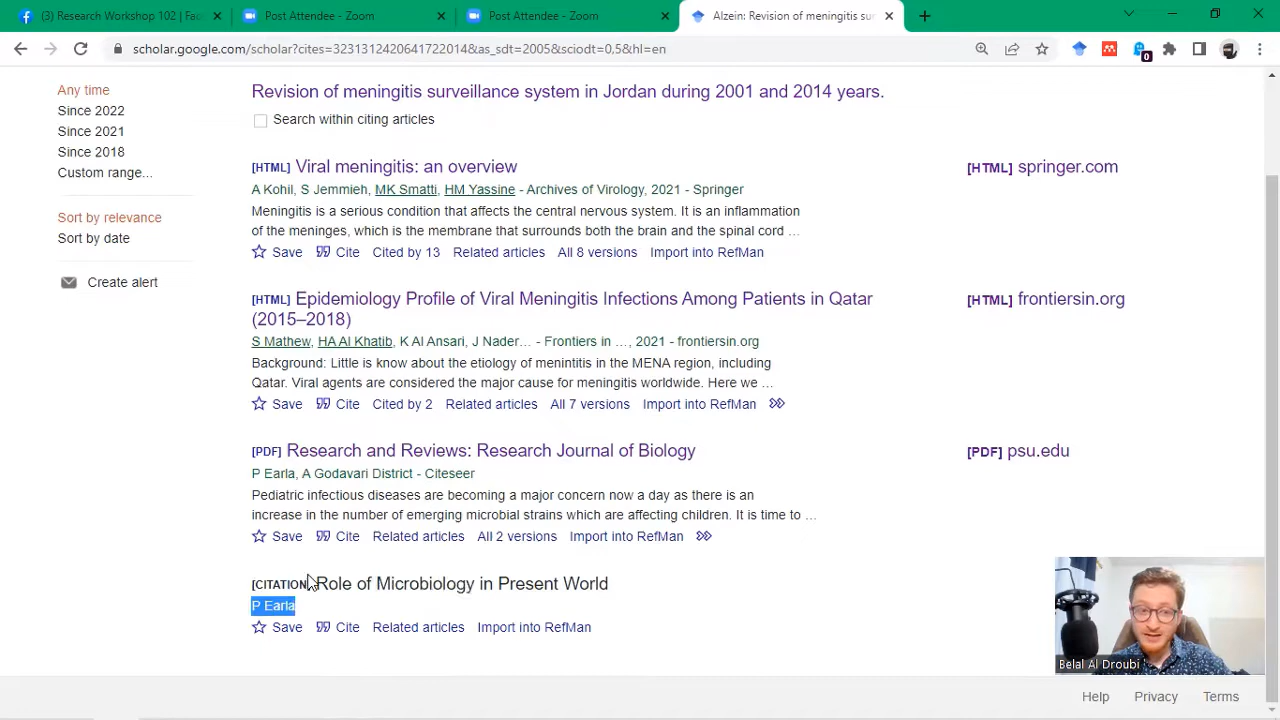 (3) Research Workshop 102 | Fac
Post Attendee - Zoom
Post Attendee - Zoom
Alzein: Revision of meningitis sur
scholar.google.com/scholar?cites=3231312420641722014&as_sdt=2005&sciodt=0,5&hl=en
0
Any time
Since 2022
Since 2021
Since 2018
Custom range...
Sort by relevance
Sort by date
Create alert
Revision of meningitis surveillance system in Jordan during 2001 and 2014 years.
Search within citing articles
[HTML] Viral meningitis: an overview
A Kohil, S Jemmieh, MK Smatti, HM Yassine - Archives of Virology, 2021 - Springer
Meningitis is a serious condition that affects the central nervous system. It is an inflammation
of the meninges, which is the membrane that surrounds both the brain and the spinal cord ...
Save Cite Cited by 13 Related articles All 8 versions Import into RefMan
[HTML] springer.com
[HTML] Epidemiology Profile of Viral Meningitis Infections Among Patients in Qatar
(2015–2018)
S Mathew, HA Al Khatib, K Al Ansari, J Nader... - Frontiers in ..., 2021 - frontiersin.org
Background: Little is know about the etiology of menintitis in the MENA region, including
Qatar. Viral agents are considered the major cause for meningitis worldwide. Here we ...
Save Cite Cited by 2 Related articles All 7 versions Import into RefMan
[HTML] frontiersin.org
[PDF] Research and Reviews: Research Journal of Biology
P Earla, A Godavari District - Citeseer
Pediatric infectious diseases are becoming a major concern now a day as there is an
increase in the number of emerging microbial strains which are affecting children. It is time to ...
Save Cite Related articles All 2 versions Import into RefMan
[PDF] psu.edu
[CITATION] Role of Microbiology in Present World
P Earla
Save Cite Related articles Import into RefMan
Belal Al Droubi
Help Privacy Terms